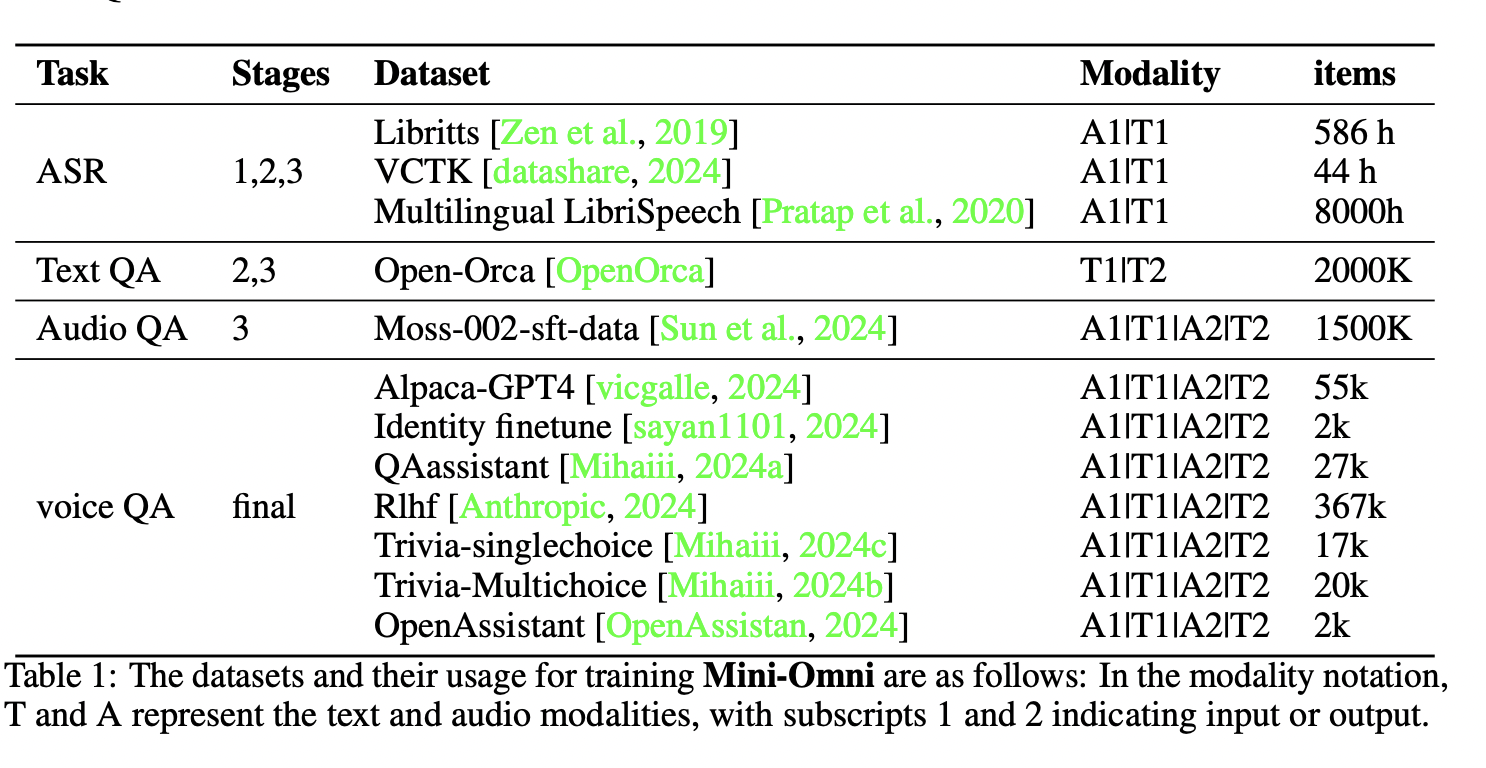 Task Stages Dataset Modality items
Libritts [Zen et al., 2019] A1|T1 586 h
ASR 1,2,3 VCTK [datashare, 2024] A1|T1 44 h
Multilingual LibriSpeech [Pratap et al., 2020] A1|T1 8000h
Text QA 2,3 Open-Orca [OpenOrca] T1|T2 2000K
Audio QA 3 Moss-002-sft-data [Sun et al., 2024] A1|T1|A2|T2 1500K
Alpaca-GPT4 [vicgalle, 2024] A1|T1|A2|T2 55k
Identity finetune [sayan1101, 2024] A1|T1|A2|T2 2k
QAassistant [Mihaiii, 2024a] A1|T1|A2|T2 27k
voice QA final Rlhf [Anthropic, 2024] A1|T1|A2|T2 367k
Trivia-singlechoice [Mihaiii, 2024c] A1|T1|A2|T2 17k
Trivia-Multichoice [Mihaiii, 2024b] A1|T1|A2|T2 20k
OpenAssistant [OpenAssistan, 2024] A1|T1|A2|T2 2k
Table 1: The datasets and their usage for training Mini-Omni are as follows: In the modality notation,
T and A represent the text and audio modalities, with subscripts 1 and 2 indicating input or output.